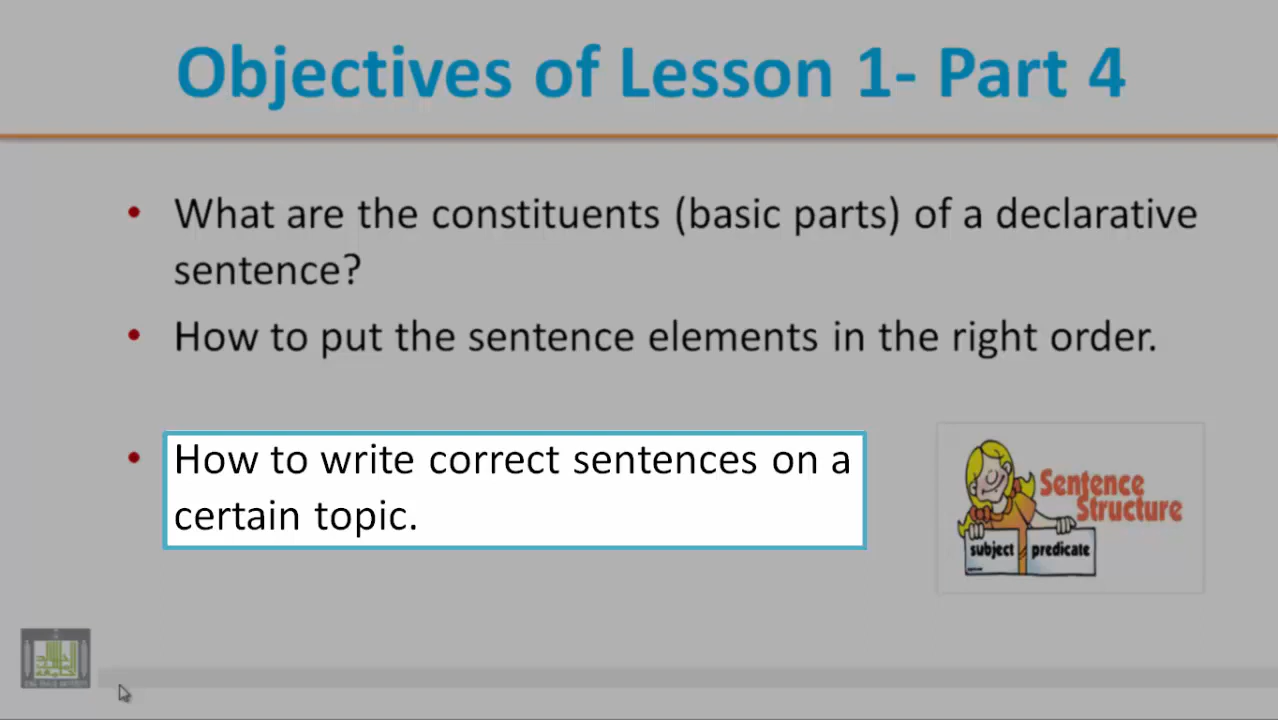 Objectives of Lesson 1- Part 4
• What are the constituents (basic parts) of a declarative
sentence?
• How to put the sentence elements in the right order.
• How to write correct sentences on a
certain topic.
Sentence
Structure
subject predicate